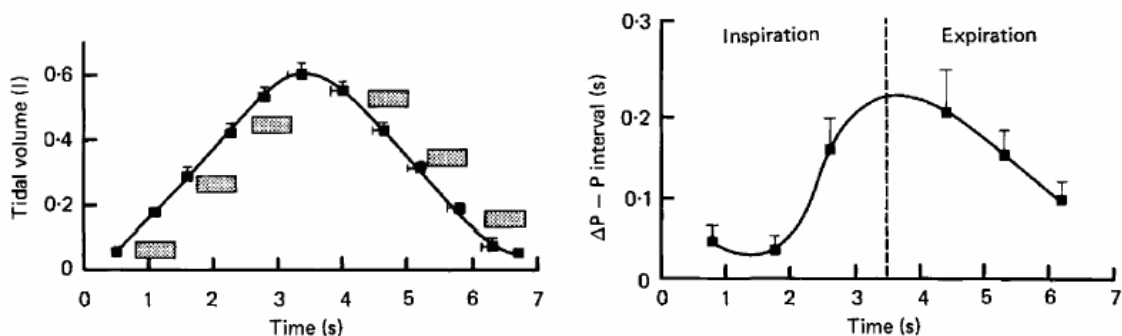 Tidal volume (l)
0·6
0·4
0·2
0
0 1 2 3 4 5 6 7
Time (s)
ΔP – P interval (s)
0·3
0·2
0·1
0
Inspiration Expiration
0 1 2 3 4 5 6 7
Time (s)